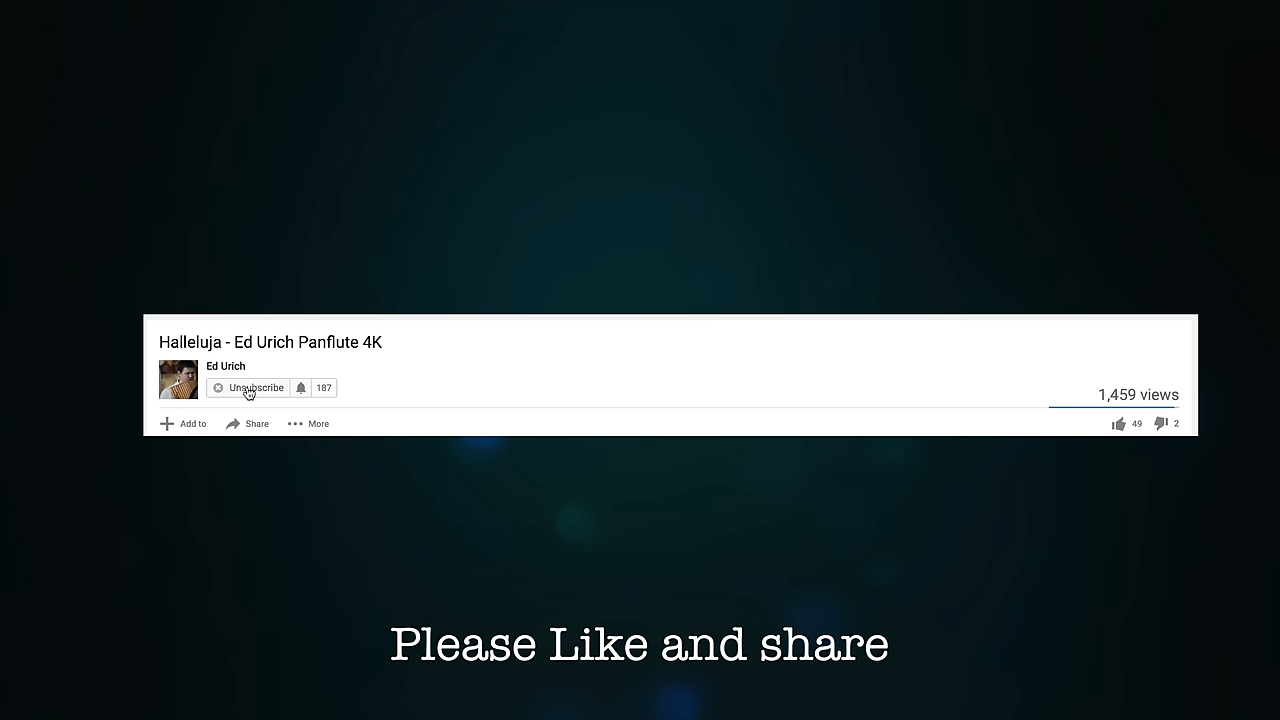 Halleluja - Ed Urich Panflute 4K
Ed Urich
Unsubscribe 187
1,459 views
Add to Share More 49 2
Please Like and share